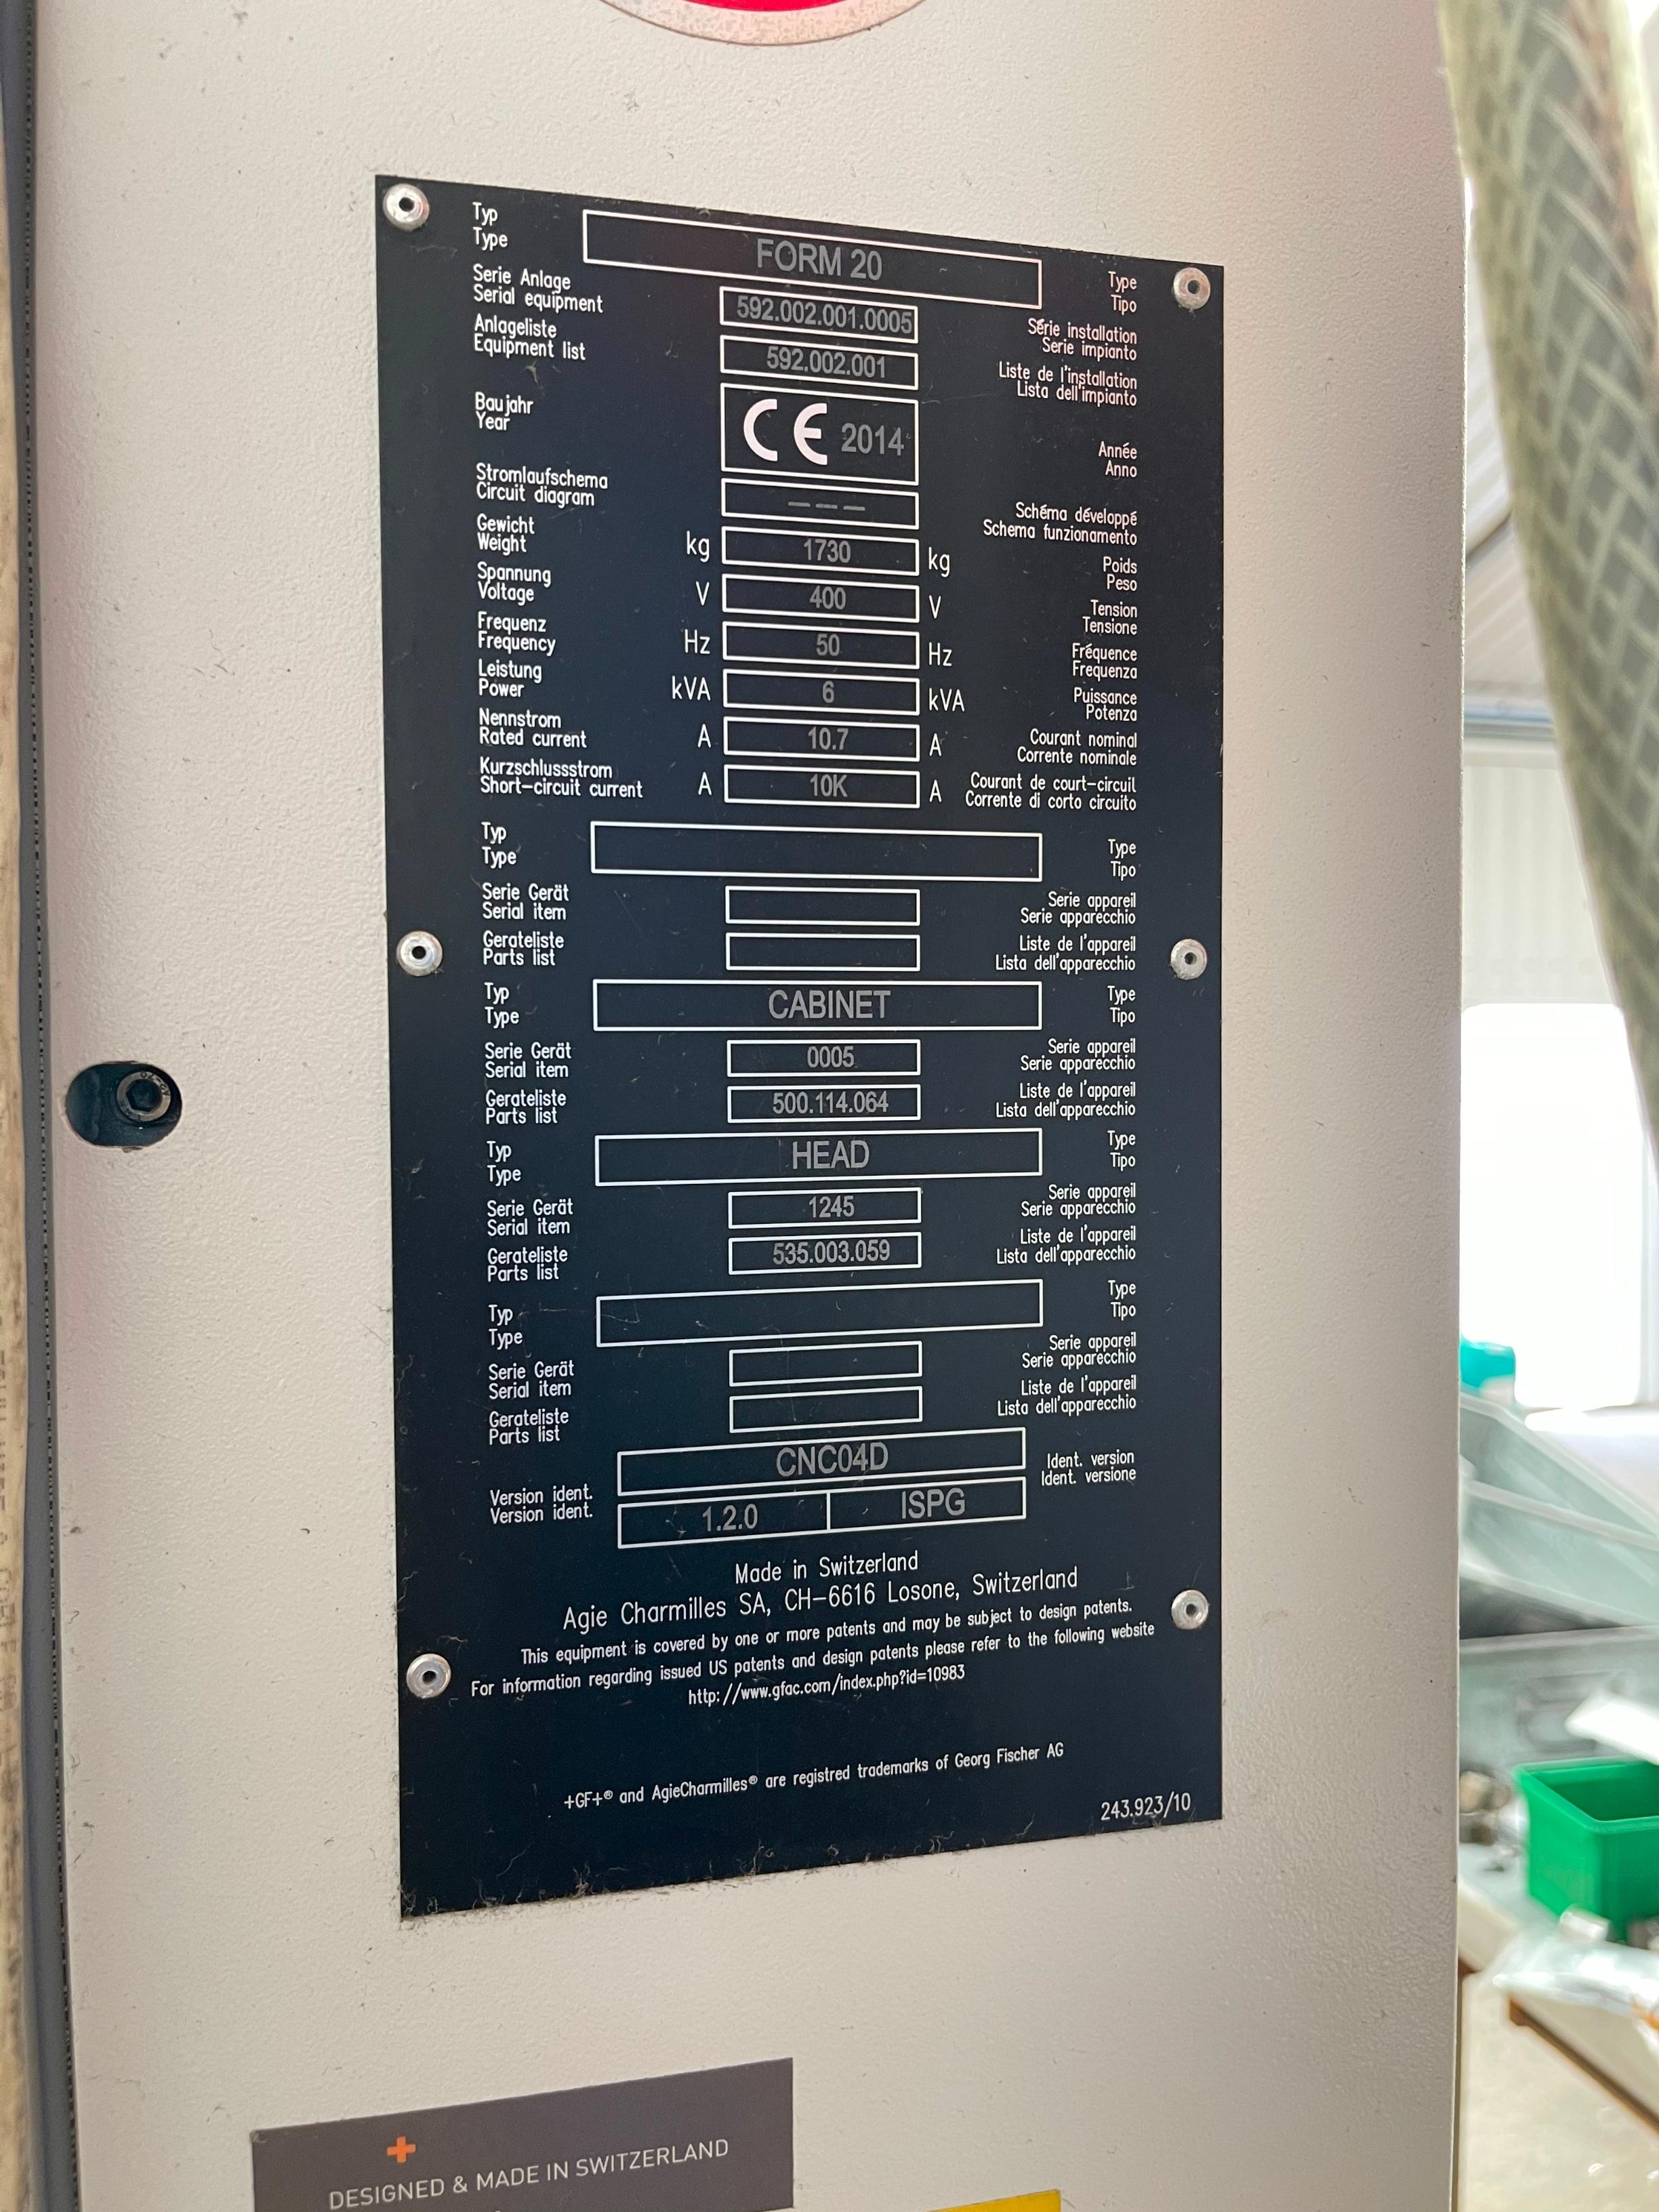 Typ
Type
FORM 20
Type
Tipo
Serie Anlage
Serial equipment
592.002.001.0005
Série installation
Serie impianto
Anlageliste
Equipment list
592.002.001
Liste de l'installation
Lista dell'impianto
Baujahr
Year
CE 2014
Année
Anno
Stromlaufschema
Circuit diagram
---
Schéma développé
Schema funzionamento
Gewicht
Weight
kg 1730 kg
Poids
Peso
Spannung
Voltage
V 400 V
Tension
Tensione
Frequenz
Frequency
Hz 50 Hz
Fréquence
Frequenza
Leistung
Power
kVA 6 kVA
Puissance
Potenza
Nennstrom
Rated current
A 10.7 A
Courant nominal
Corrente nominale
Kurzschlussstrom
Short-circuit current
A 10K A
Courant de court-circuil
Corrente di corto circuito
Typ
Type
Type
Tipo
Serie Gerät
Serial item
Serie appareil
Serie apparecchio
Gerateliste
Parts list
Liste de l'appareil
Lista dell'apparecchio
Typ
Type
CABINET
Type
Tipo
Serie Gerät
Serial item
0005
Serie appareil
Serie apparecchio
Gerateliste
Parts list
500.114.064
Liste de l'appareil
Lista dell'apparecchio
Typ
Type
HEAD
Type
Tipo
Serie Gerät
Serial item
1245
Serie appareil
Serie apparecchio
Gerateliste
Parts list
535.003.059
Liste de l'appareil
Lista dell'apparecchio
Typ
Type
Type
Tipo
Serie Gerät
Serial item
Serie appareil
Serie apparecchio
Gerateliste
Parts list
Liste de l'appareil
Lista dell'apparecchio
CNC04D
Version ident.
Version ident.
1.2.0 ISPG
Ident. version
Ident. versione
Made in Switzerland
Agie Charmilles SA, CH-6616 Losone, Switzerland
This equipment is covered by one or more patents and may be subject to design patents.
For information regarding issued US patents and design patents please refer to the following website
http://www.gfac.com/index.php?id=10983
+GF+® and AgieCharmilles® are registred trademarks of Georg Fischer AG
243.923/10
DESIGNED & MADE IN SWITZERLAND